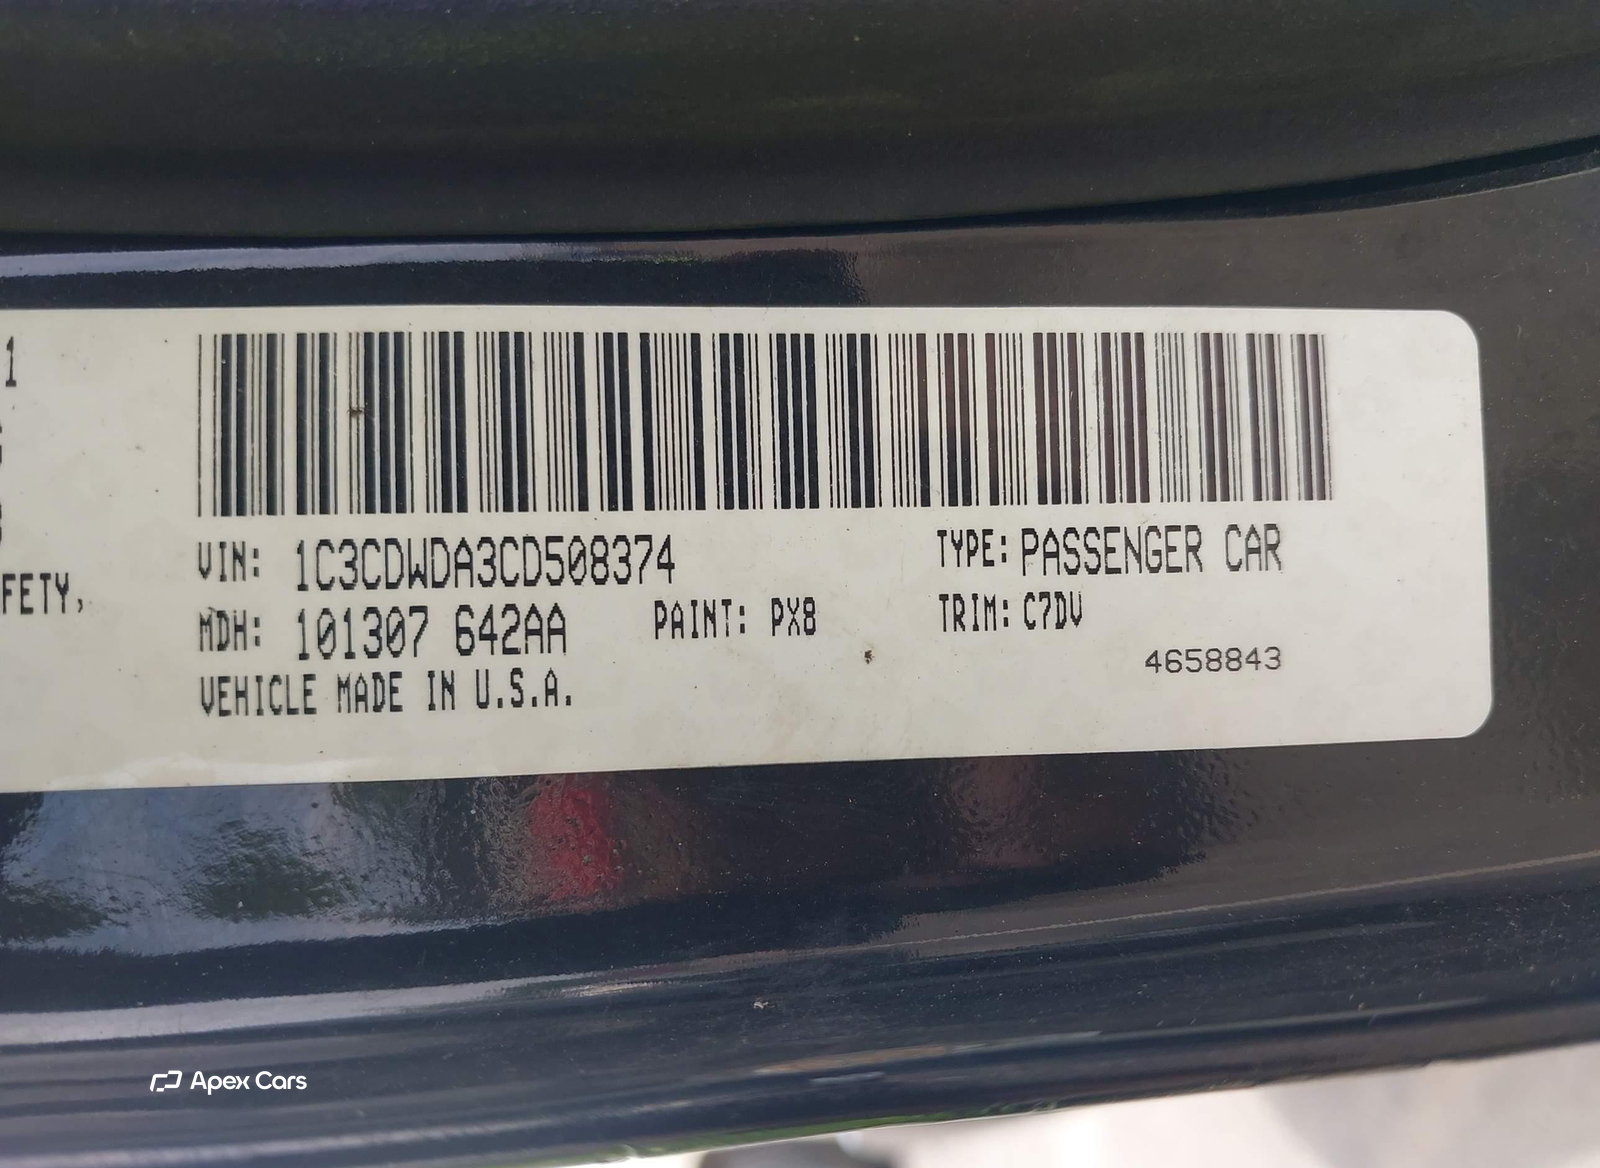 1
FETY,
VIN: 1C3CDWDA3CD508374
TYPE: PASSENGER CAR
MDH: 101307 642AA
PAINT: PX8
TRIM: C7DV
4658843
VEHICLE MADE IN U.S.A.
Apex Cars